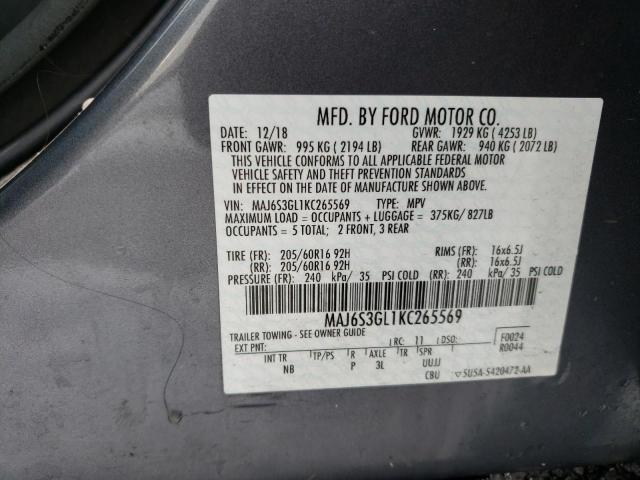 MFD. BY FORD MOTOR CO.
DATE: 12/18 GVWR: 1929 KG ( 4253 LB)
FRONT GAWR: 995 KG ( 2194 LB) REAR GAWR: 940 KG ( 2072 LB)
THIS VEHICLE CONFORMS TO ALL APPLICABLE FEDERAL MOTOR
VEHICLE SAFETY AND THEFT PREVENTION STANDARDS
IN EFFECT ON THE DATE OF MANUFACTURE SHOWN ABOVE.
VIN: MAJ6S3GL1KC265569 TYPE: MPV
MAXIMUM LOAD = OCCUPANTS + LUGGAGE = 375KG/ 827LB
OCCUPANTS = 5 TOTAL; 2 FRONT, 3 REAR
TIRE (FR): 205/60R16 92H RIMS (FR): 16x6.5J
(RR): 205/60R16 92H (RR): 16x6.5J
PRESSURE (FR): 240 kPa/ 35 PSI COLD (RR): 240 kPa/ 35 PSI COLD
MAJ6S3GL1KC265569
TRAILER TOWING - SEE OWNER GUIDE
EXT PNT: RC: 11 DSO: F0024
R0044
INT TR TP/PS R AXLE TR SPR
NB P 3L UUJJ
CBU 5U5A-5420472-AA